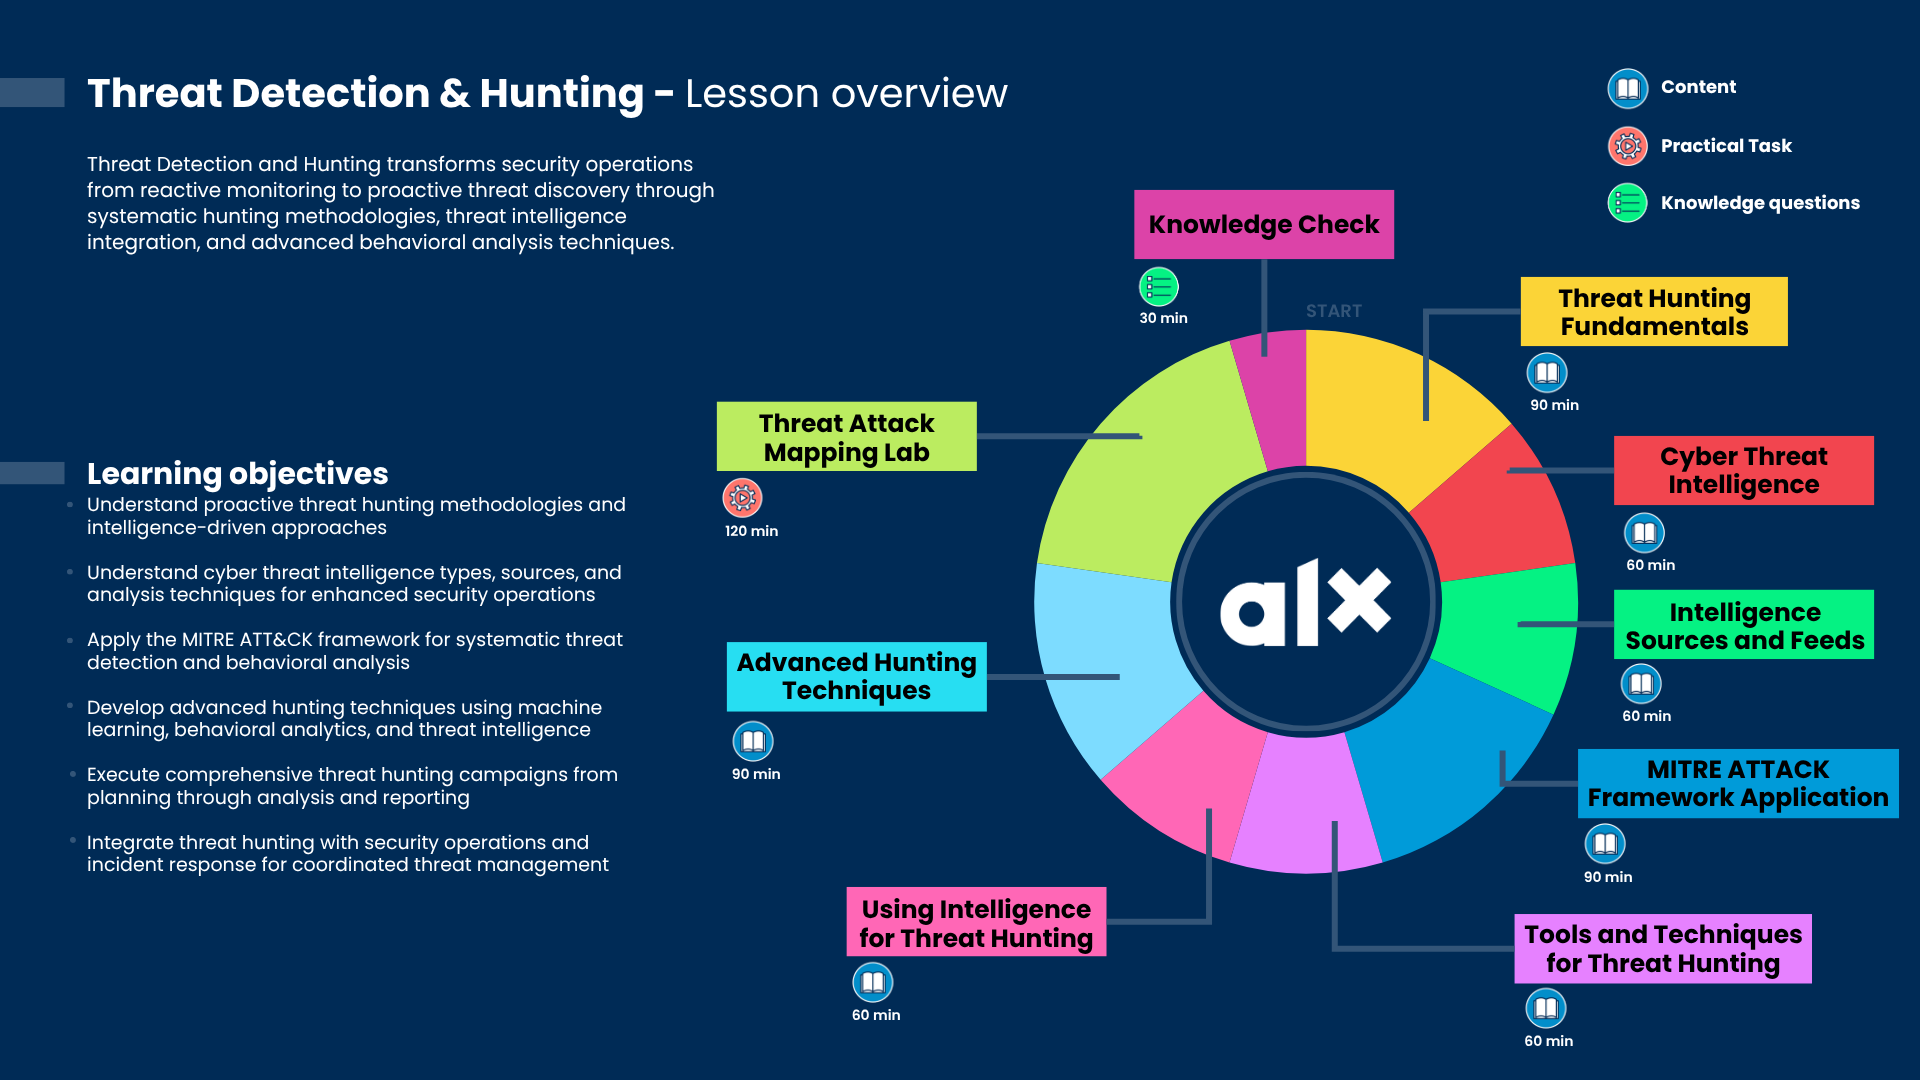 Threat Detection & Hunting - Lesson overview
Threat Detection and Hunting transforms security operations
from reactive monitoring to proactive threat discovery through
systematic hunting methodologies, threat intelligence
integration, and advanced behavioral analysis techniques.
Learning objectives
Understand proactive threat hunting methodologies and
intelligence-driven approaches
Understand cyber threat intelligence types, sources, and
analysis techniques for enhanced security operations
Apply the MITRE ATT&CK framework for systematic threat
detection and behavioral analysis
Develop advanced hunting techniques using machine
learning, behavioral analytics, and threat intelligence
Execute comprehensive threat hunting campaigns from
planning through analysis and reporting
Integrate threat hunting with security operations and
incident response for coordinated threat management
Content
Practical Task
Knowledge questions
START
Threat Hunting
Fundamentals
90 min
Cyber Threat
Intelligence
60 min
Intelligence
Sources and Feeds
60 min
MITRE ATTACK
Framework Application
90 min
Tools and Techniques
for Threat Hunting
60 min
Using Intelligence
for Threat Hunting
60 min
Advanced Hunting
Techniques
90 min
Threat Attack
Mapping Lab
120 min
Knowledge Check
30 min
alx